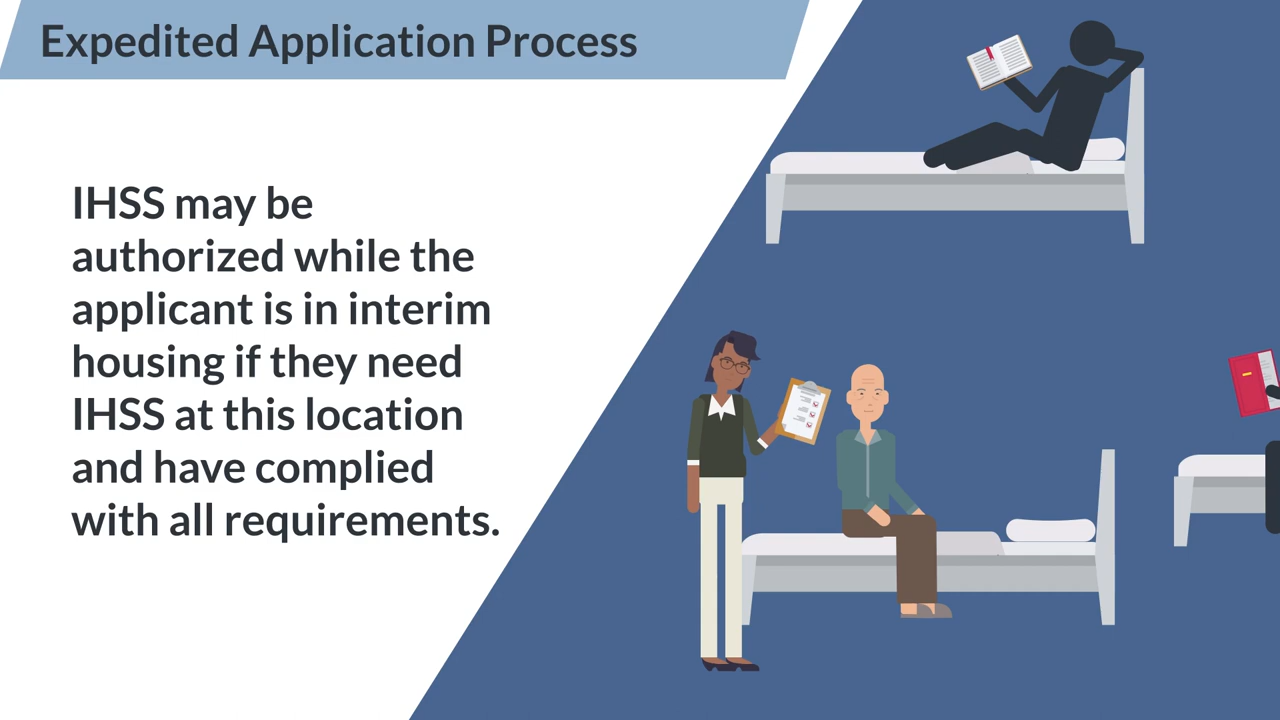 Expedited Application Process
IHSS may be
authorized while the
applicant is in interim
housing if they need
IHSS at this location
and have complied
with all requirements.